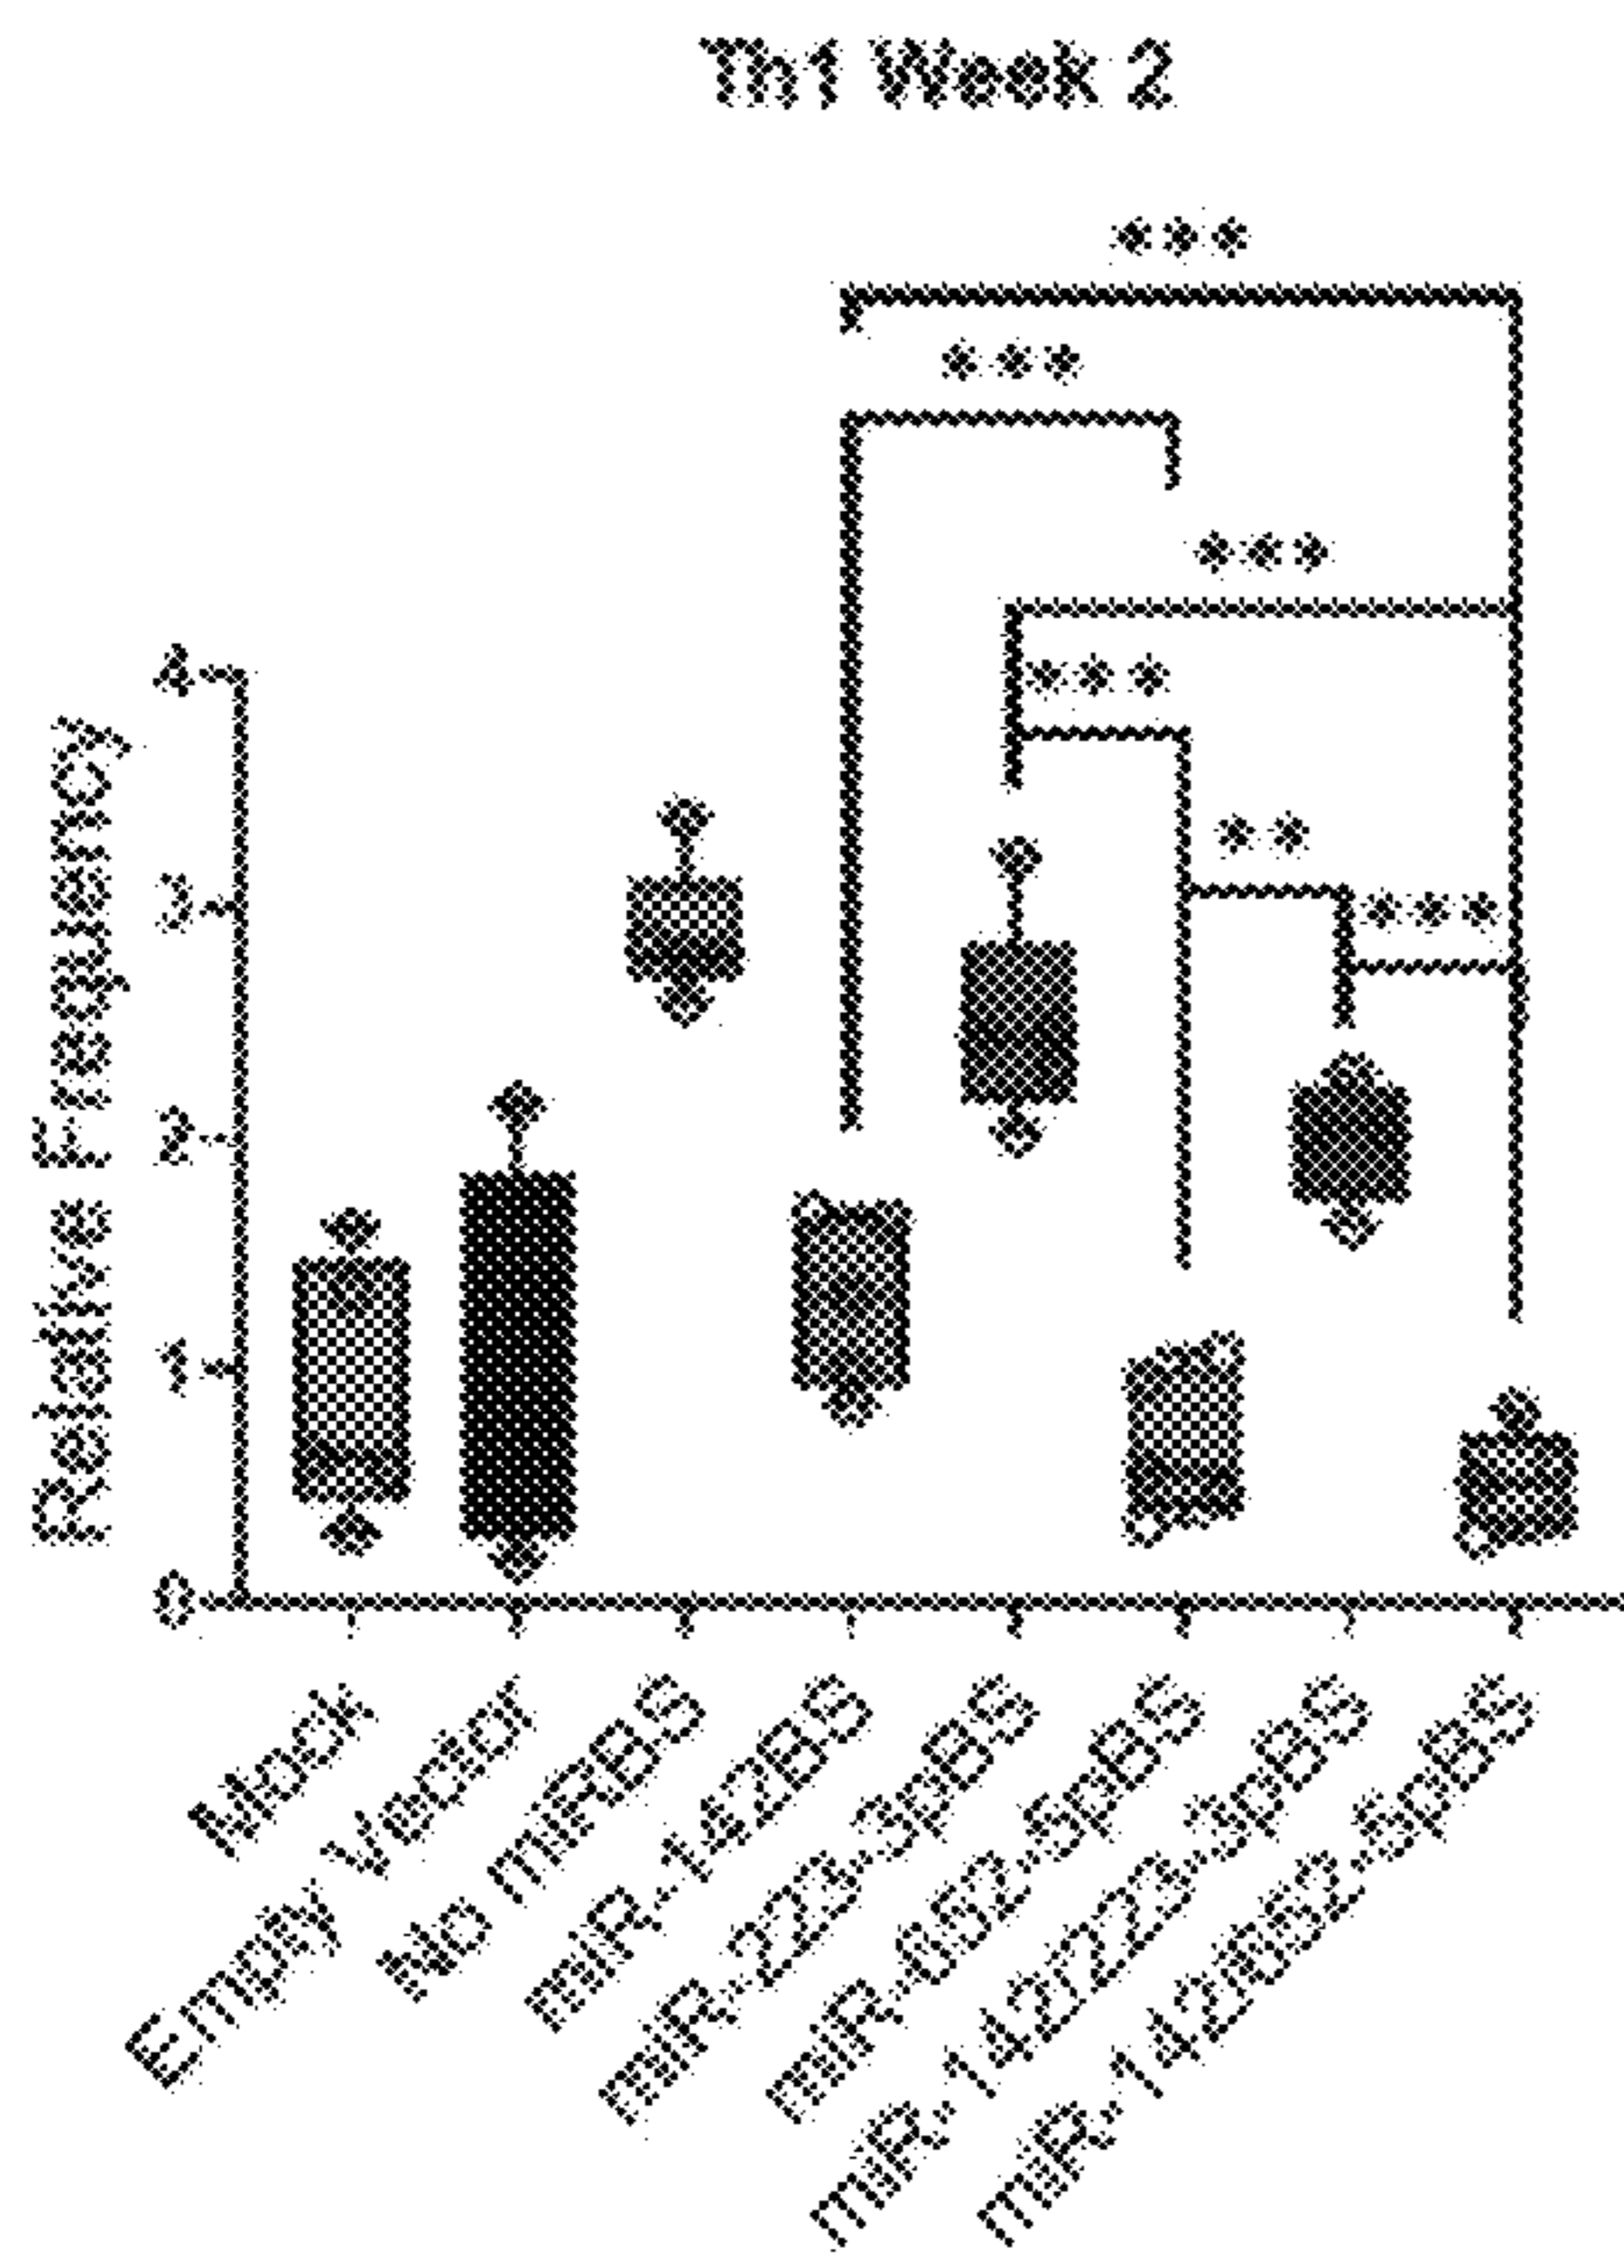 Th1 Week 2
***
***
***
***
**
***
4
3
2
1
0
Relative Frequency
Mock
Empty Vector
No miRBS
miR-142BS
miR-223-3pBS
miR-652-5pBS
miR-142/223-3pBS
miR-142/652-5pBS